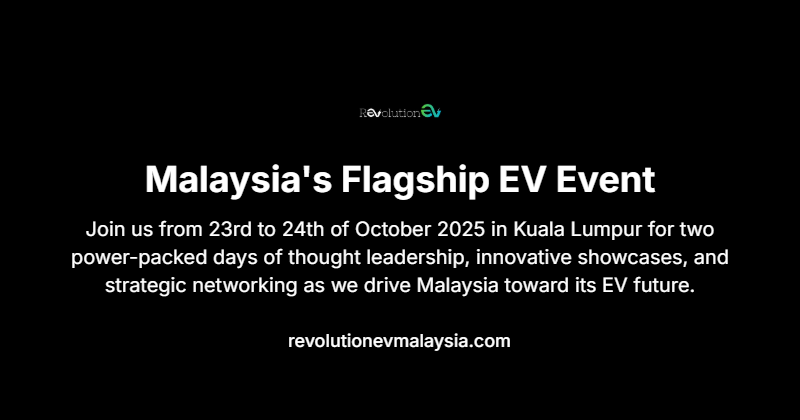 RevolutionEV
Malaysia's Flagship EV Event
Join us from 23rd to 24th of October 2025 in Kuala Lumpur for two
power-packed days of thought leadership, innovative showcases, and
strategic networking as we drive Malaysia toward its EV future.
revolutionevmalaysia.com